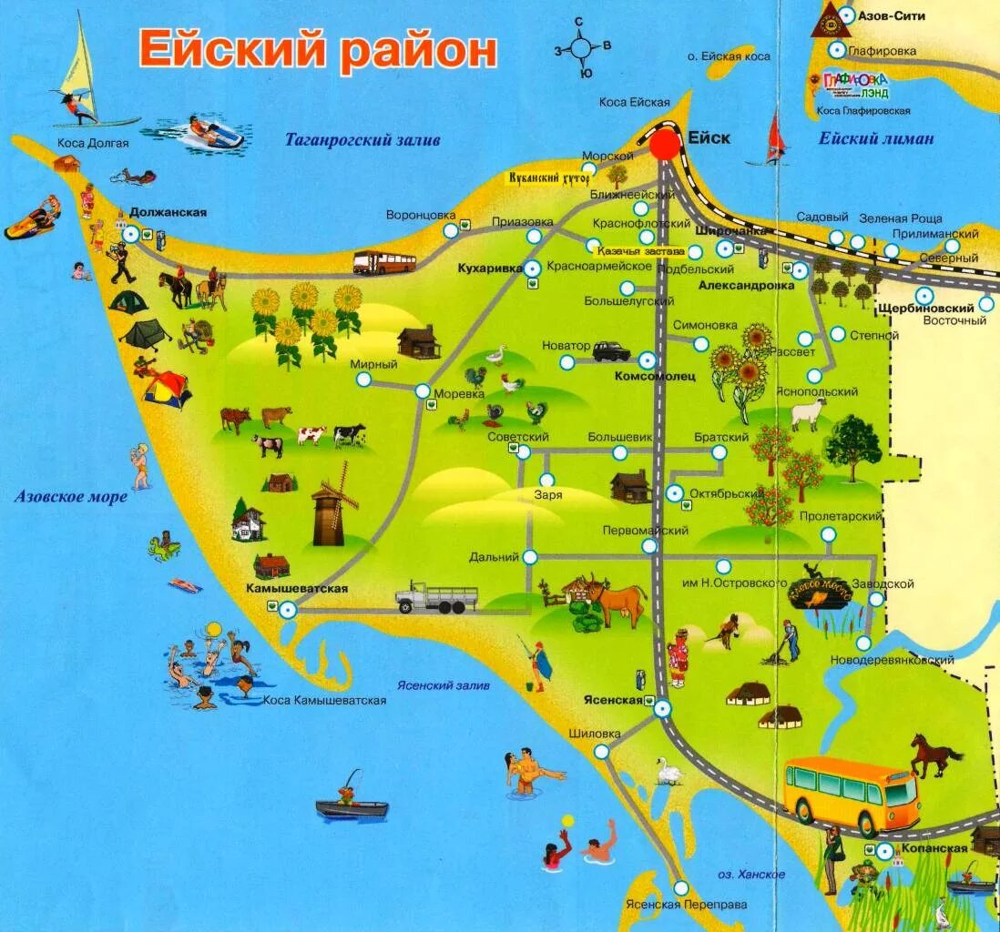 Ейский район
С
З
В
Ю
Азов-Сити
Глафировка
ГЛАФИРОВКА
ЛЭНД
о. Ейская коса
Коса Ейская
Коса Глафировская
Коса Долгая
Таганрогский залив
Ейск
Ейский лиман
Морской
Кубанский хутор
Ближнеейский
Должанская
Воронцовка
Приазовка
Краснофлотский
Широчанка
Садовый
Зеленая Роща
Прилиманский
Казачья застава
Северный
Кухаривка
Красноармейское
Подбельский
Александровка
Большелугский
Щербиновский
Восточный
Симоновка
Новатор
Рассвет
Степной
Мирный
Комсомолец
Моревка
Яснопольский
Советский
Большевик
Братский
Азовское море
Заря
Октябрьский
Первомайский
Пролетарский
Дальний
им Н.Островского
Заводской
Камышеватская
Новодеревянковский
Ясенский залив
Коса Камышеватская
Ясенская
Шиловка
Копанская
оз. Ханское
Ясенская Переправа